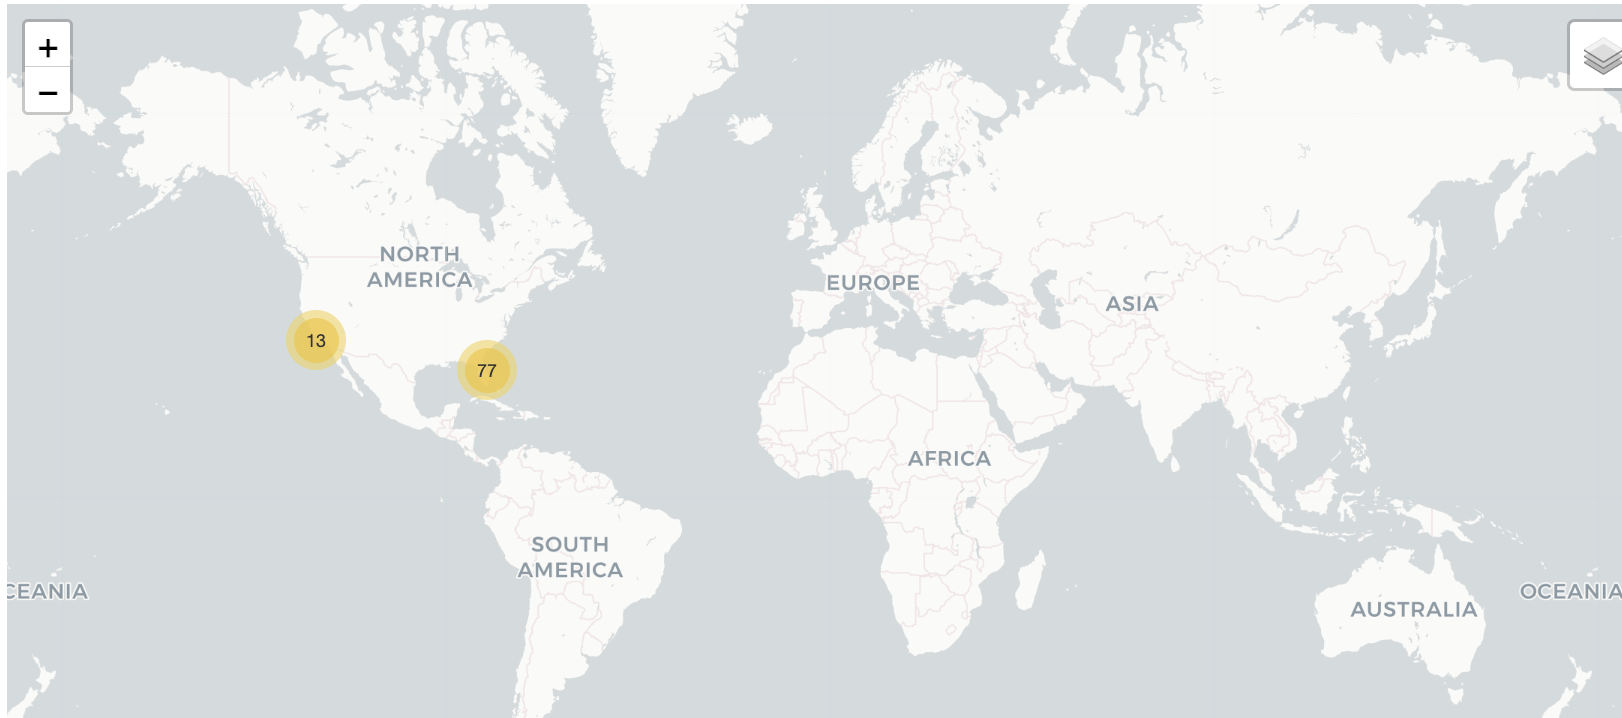 +
−
NORTH
AMERICA
EUROPE
ASIA
13
77
AFRICA
SOUTH
AMERICA
CEANIA
OCEANIA
AUSTRALIA